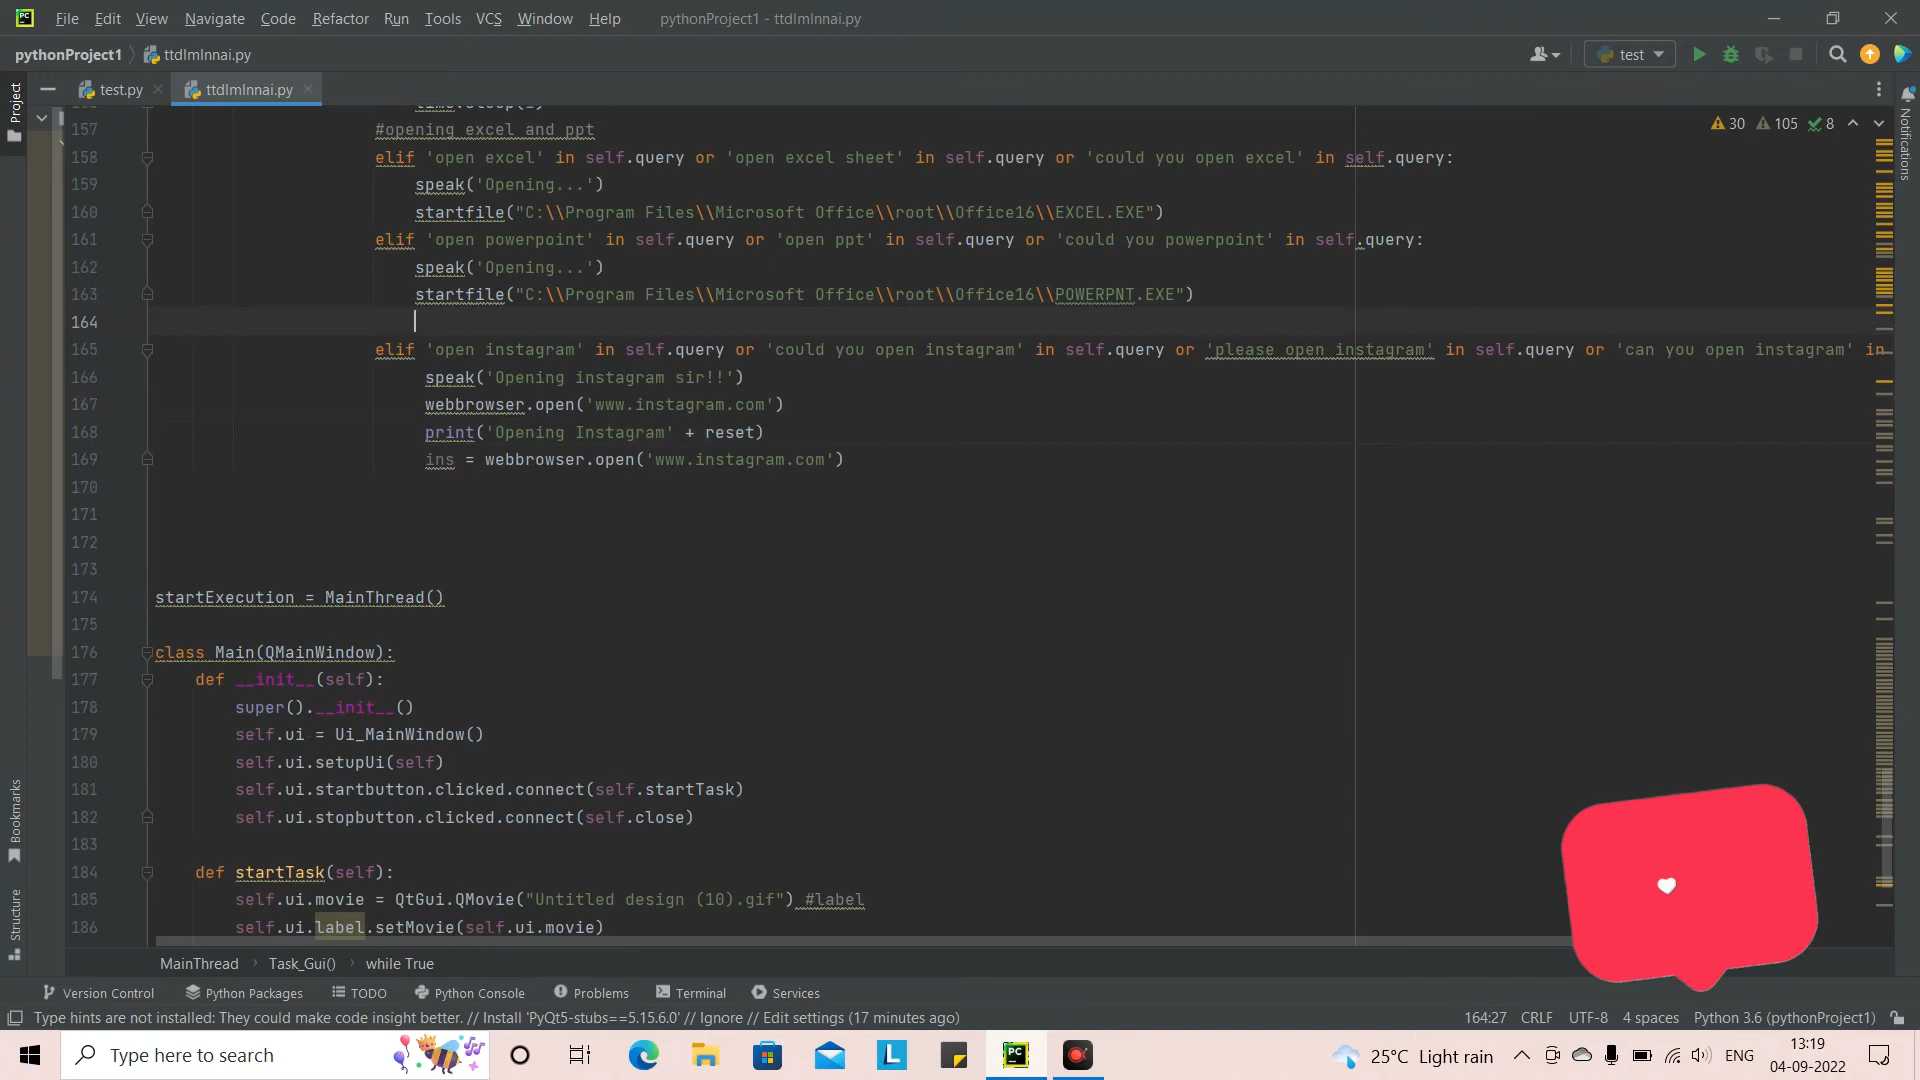 File Edit View Navigate Code Refactor Run Tools VCS Window Help pythonProject1 - ttdImInnai.py
pythonProject1 ttdImInnai.py test
test.py ttdImInnai.py
Project
Notifications
30 105 8
157 #opening excel and ppt
158 elif 'open excel' in self.query or 'open excel sheet' in self.query or 'could you open excel' in self.query:
159 speak('Opening...')
160 startfile("C:\\Program Files\\Microsoft Office\\root\\Office16\\EXCEL.EXE")
161 elif 'open powerpoint' in self.query or 'open ppt' in self.query or 'could you powerpoint' in self.query:
162 speak('Opening...')
163 startfile("C:\\Program Files\\Microsoft Office\\root\\Office16\\POWERPNT.EXE")
164
165 elif 'open instagram' in self.query or 'could you open instagram' in self.query or 'please open instagram' in self.query or 'can you open instagram' in
166 speak('Opening instagram sir!!')
167 webbrowser.open('www.instagram.com')
168 print('Opening Instagram' + reset)
169 ins = webbrowser.open('www.instagram.com')
170
171
172
173
174 startExecution = MainThread()
175
176 class Main(QMainWindow):
177 def __init__(self):
178 super().__init__()
179 self.ui = Ui_MainWindow()
180 self.ui.setupUi(self)
181 self.ui.startbutton.clicked.connect(self.startTask)
182 self.ui.stopbutton.clicked.connect(self.close)
183
184 def startTask(self):
185 self.ui.movie = QtGui.QMovie("Untitled design (10).gif") #label
186 self.ui.label.setMovie(self.ui.movie)
Bookmarks
Structure
MainThread Task_Gui() while True
Version Control Python Packages TODO Python Console Problems Terminal Services
Type hints are not installed: They could make code insight better. // Install 'PyQt5-stubs==5.15.6.0' // Ignore // Edit settings (17 minutes ago) 164:27 CRLF UTF-8 4 spaces Python 3.6 (pythonProject1)
Type here to search 25°C Light rain ENG 13:19
04-09-2022